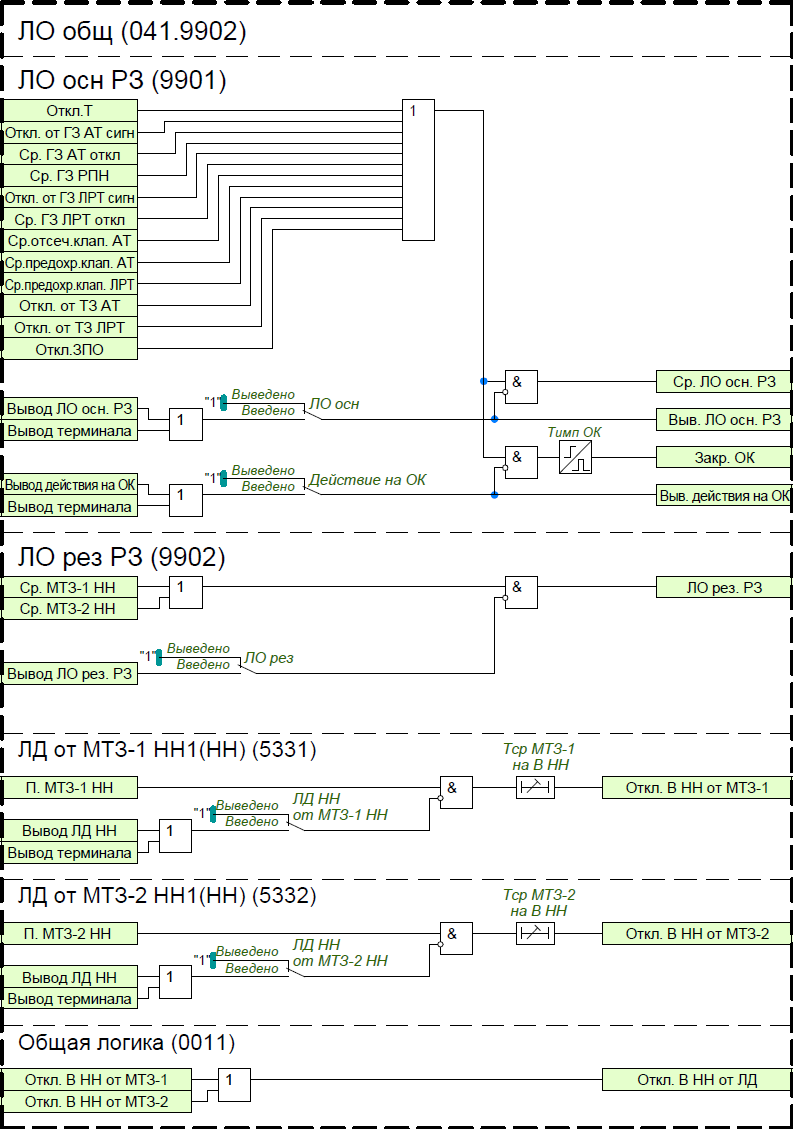 ЛО общ (041.9902)
ЛО осн РЗ (9901)
Откл.Т
1
Откл. от ГЗ АТ сигн
Ср. ГЗ АТ откл
Ср. ГЗ РПН
Откл. от ГЗ ЛРТ сигн
Ср. ГЗ ЛРТ откл
Ср.отсеч.клап. АТ
Ср.предохр.клап. АТ
Ср.предохр.клап. ЛРТ
Откл. от ТЗ АТ
Откл. от ТЗ ЛРТ
Откл.ЗПО
&
Ср. ЛО осн. РЗ
"1"
Выведено
Введено
ЛО осн
Вывод ЛО осн. РЗ
Вывод терминала
1
Выв. ЛО осн. РЗ
Тимп ОК
&
Закр. ОК
"1"
Выведено
Введено
Действие на ОК
Вывод действия на ОК
Вывод терминала
1
Выв. действия на ОК
ЛО рез РЗ (9902)
Ср. МТЗ-1 НН
Ср. МТЗ-2 НН
1
&
ЛО рез. РЗ
"1"
Выведено
Введено
ЛО рез
Вывод ЛО рез. РЗ
ЛД от МТЗ-1 НН1(НН) (5331)
Тср МТЗ-1
на В НН
П. МТЗ-1 НН
&
Откл. В НН от МТЗ-1
"1"
Выведено
Введено
ЛД НН
от МТЗ-1 НН
Вывод ЛД НН
Вывод терминала
1
ЛД от МТЗ-2 НН1(НН) (5332)
Тср МТЗ-2
на В НН
П. МТЗ-2 НН
&
Откл. В НН от МТЗ-2
"1"
Выведено
Введено
ЛД НН
от МТЗ-2 НН
Вывод ЛД НН
Вывод терминала
1
Общая логика (0011)
Откл. В НН от МТЗ-1
Откл. В НН от МТЗ-2
1
Откл. В НН от ЛД